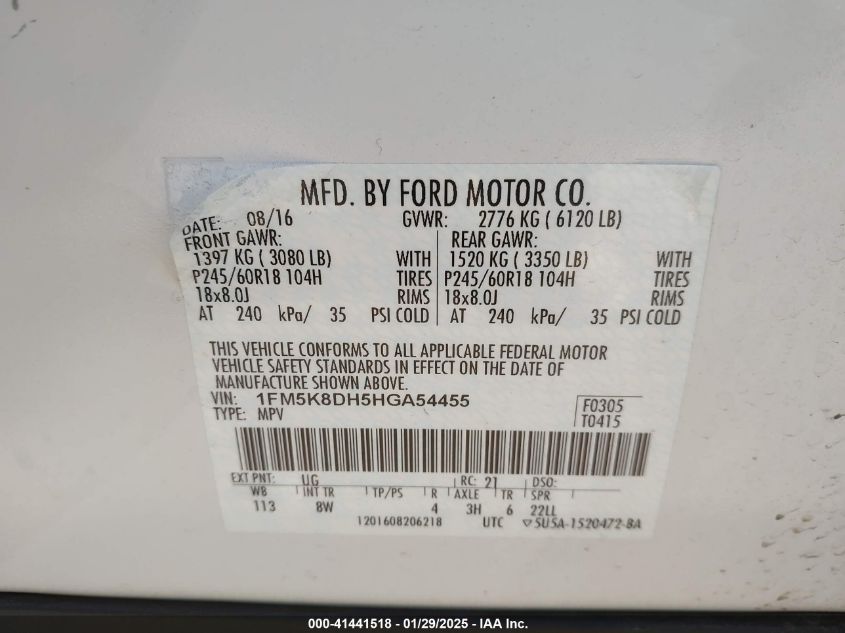 MFD. BY FORD MOTOR CO.
DATE: 08/16 GVWR: 2776 KG ( 6120 LB)
FRONT GAWR: REAR GAWR:
1397 KG ( 3080 LB) WITH 1520 KG ( 3350 LB) WITH
P245/60R18 104H TIRES P245/60R18 104H TIRES
18x8.0J RIMS 18x8.0J RIMS
AT 240 kPa/ 35 PSI COLD AT 240 kPa/ 35 PSI COLD
THIS VEHICLE CONFORMS TO ALL APPLICABLE FEDERAL MOTOR
VEHICLE SAFETY STANDARDS IN EFFECT ON THE DATE OF
MANUFACTURE SHOWN ABOVE.
VIN: 1FM5K8DH5HGA54455 F0305
TYPE: MPV T0415
EXT PNT: UG RC: 21 DSO:
WB INT TR TP/PS R AXLE TR SPR
113 8W 4 3H 6 22LL
1201608206218 UTC ▽5U5A-1520472-BA
000-41441518 - 01/29/2025 - IAA Inc.